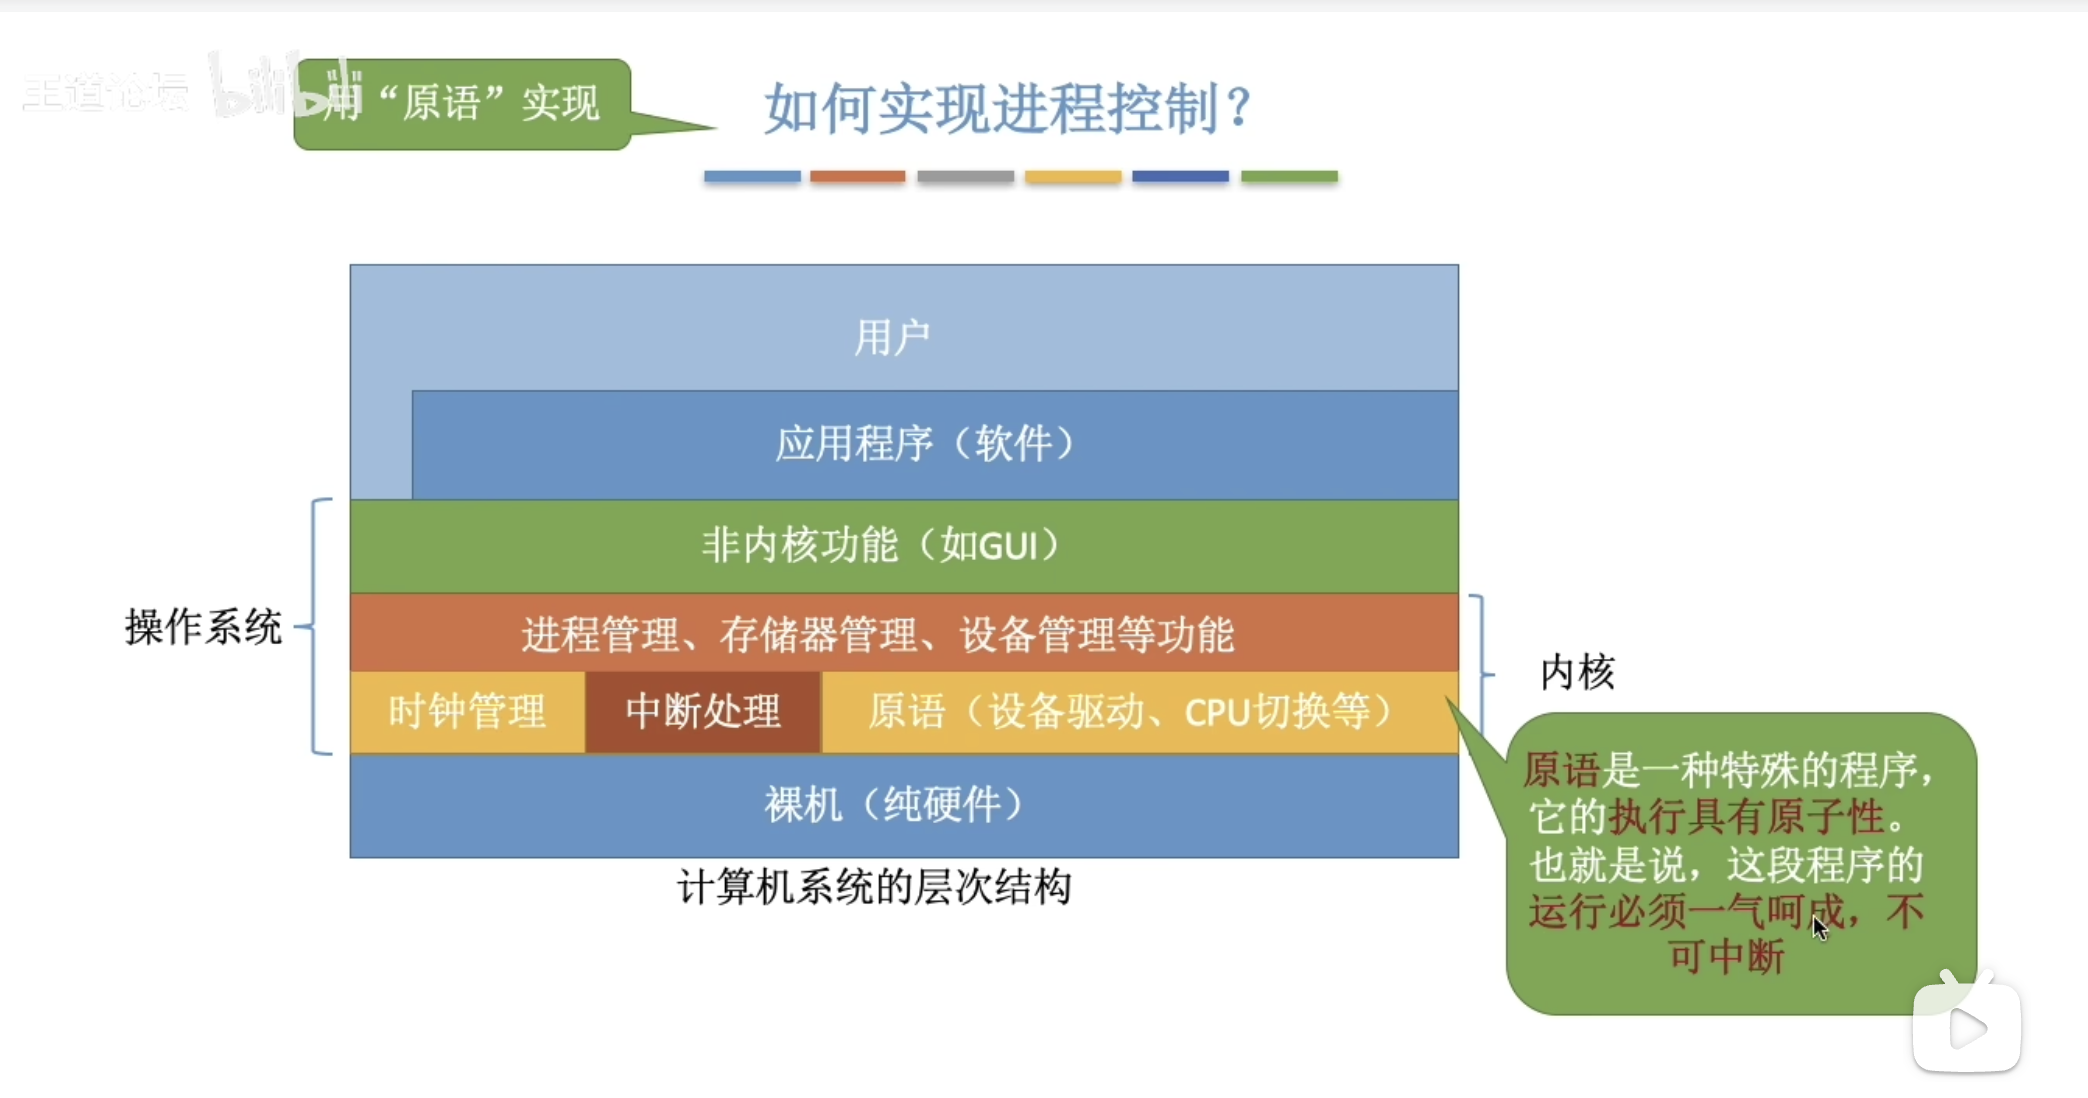 王道论坛 bilibili
用“原语”实现
如何实现进程控制？
用户
应用程序（软件）
非内核功能（如GUI）
操作系统
进程管理、存储器管理、设备管理等功能
内核
时钟管理 中断处理 原语（设备驱动、CPU切换等）
裸机（纯硬件）
计算机系统的层次结构
原语是一种特殊的程序，
它的执行具有原子性。
也就是说，这段程序的
运行必须一气呵成，不
可中断